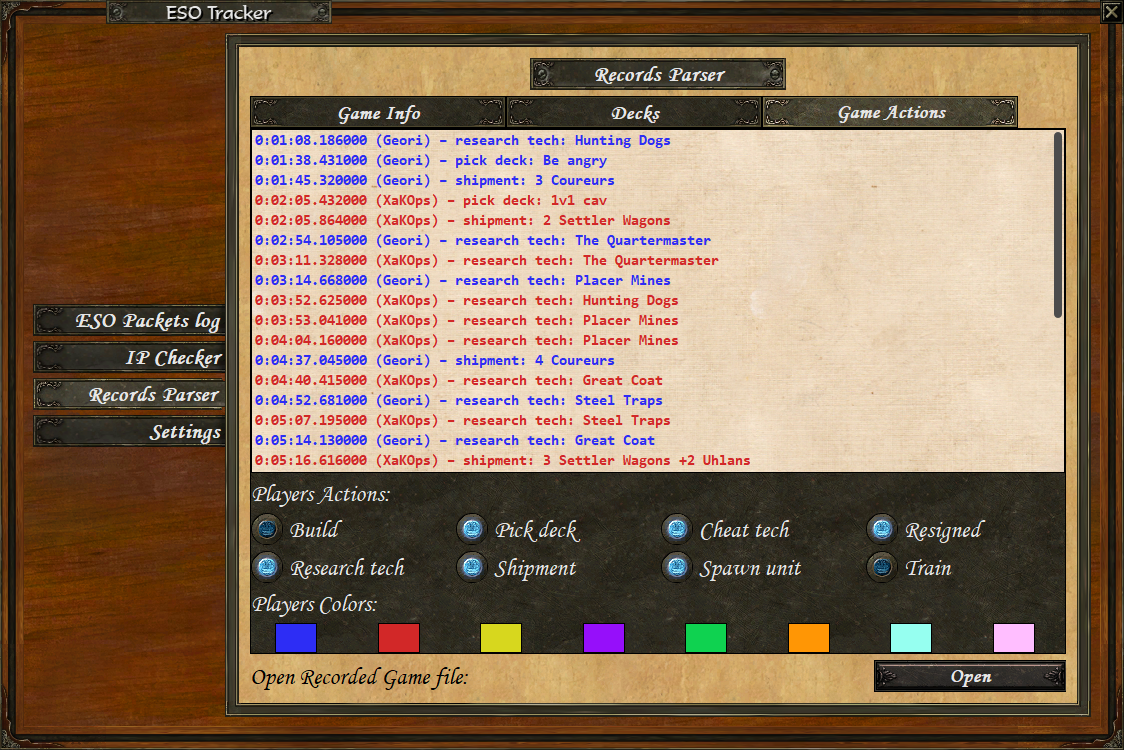 ESO Tracker
Records Parser
Game Info
Decks
Game Actions
0:01:08.186000 (Geori) – research tech: Hunting Dogs
0:01:38.431000 (Geori) – pick deck: Be angry
0:01:45.320000 (Geori) – shipment: 3 Coureurs
0:02:05.432000 (XaKOps) – pick deck: 1v1 cav
0:02:05.864000 (XaKOps) – shipment: 2 Settler Wagons
0:02:54.105000 (Geori) – research tech: The Quartermaster
0:03:11.328000 (XaKOps) – research tech: The Quartermaster
0:03:14.668000 (Geori) – research tech: Placer Mines
0:03:52.625000 (XaKOps) – research tech: Hunting Dogs
0:03:53.041000 (XaKOps) – research tech: Placer Mines
0:04:04.160000 (XaKOps) – research tech: Placer Mines
0:04:37.045000 (Geori) – shipment: 4 Coureurs
0:04:40.415000 (XaKOps) – research tech: Great Coat
0:04:52.681000 (Geori) – research tech: Steel Traps
0:05:07.195000 (XaKOps) – research tech: Steel Traps
0:05:14.130000 (Geori) – research tech: Great Coat
0:05:16.616000 (XaKOps) – shipment: 3 Settler Wagons +2 Uhlans
ESO Packets log
IP Checker
Records Parser
Settings
Players Actions:
Build
Pick deck
Cheat tech
Resigned
Research tech
Shipment
Spawn unit
Train
Players Colors:
Open Recorded Game file:
Open